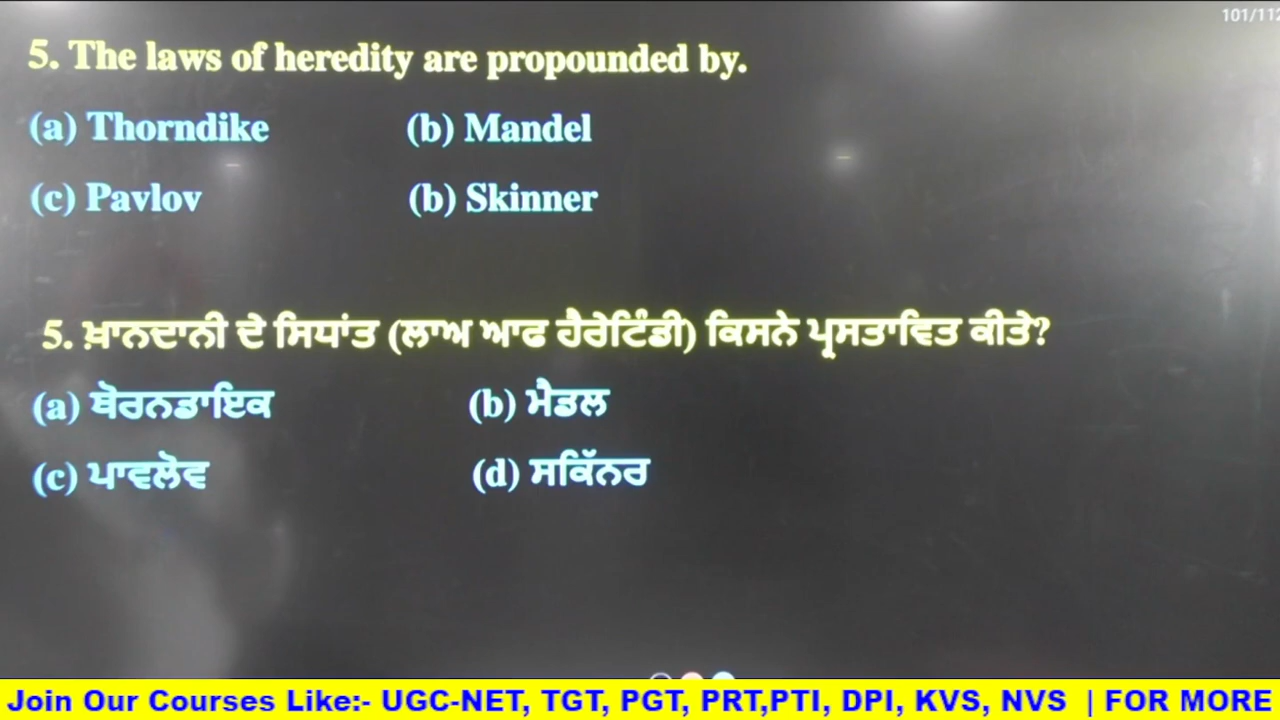 101/112
5. The laws of heredity are propounded by.
(a) Thorndike (b) Mandel
(c) Pavlov (b) Skinner
5. ਖ਼ਾਨਦਾਨੀ ਦੇ ਸਿਧਾਂਤ (ਲਾਅ ਆਫ ਹੈਰੇਟਿੰਡੀ) ਕਿਸਨੇ ਪ੍ਰਸਤਾਵਿਤ ਕੀਤੇ?
(a) ਥੋਰਨਡਾਇਕ (b) ਮੈਡਲ
(c) ਪਾਵਲੋਵ (d) ਸਕਿੱਨਰ
Join Our Courses Like:- UGC-NET, TGT, PGT, PRT,PTI, DPI, KVS, NVS | FOR MORE